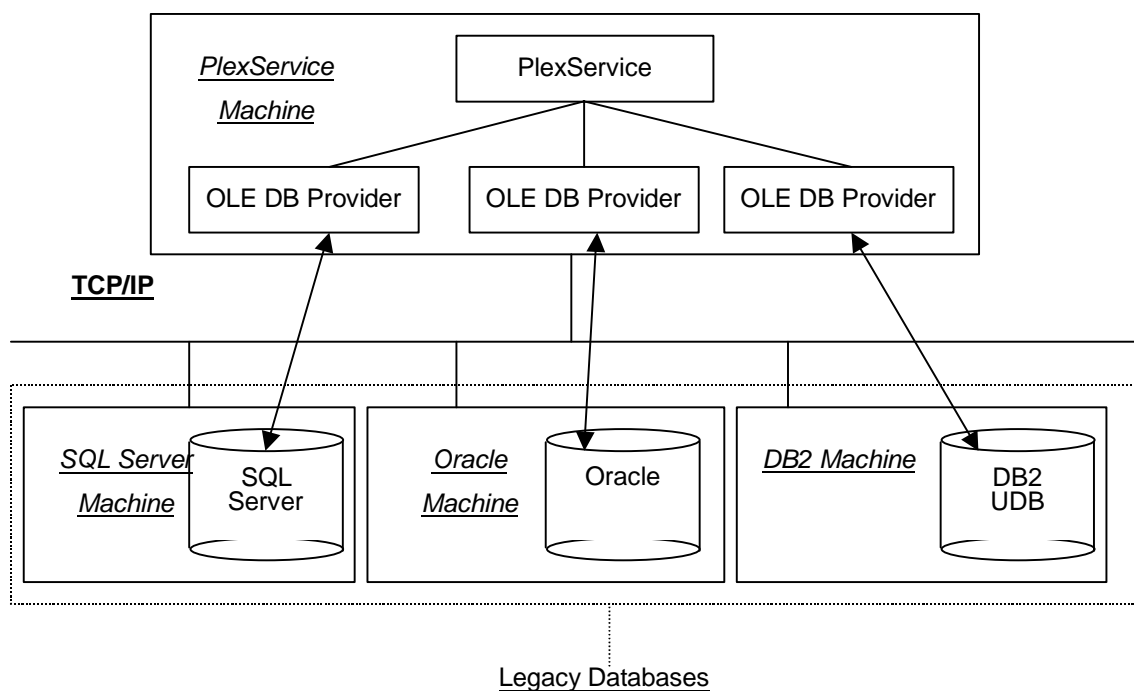 PlexService
Machine
PlexService
OLE DB Provider
OLE DB Provider
OLE DB Provider
TCP/IP
SQL Server
Machine
SQL
Server
Oracle
Machine
Oracle
DB2 Machine
DB2
UDB
Legacy Databases